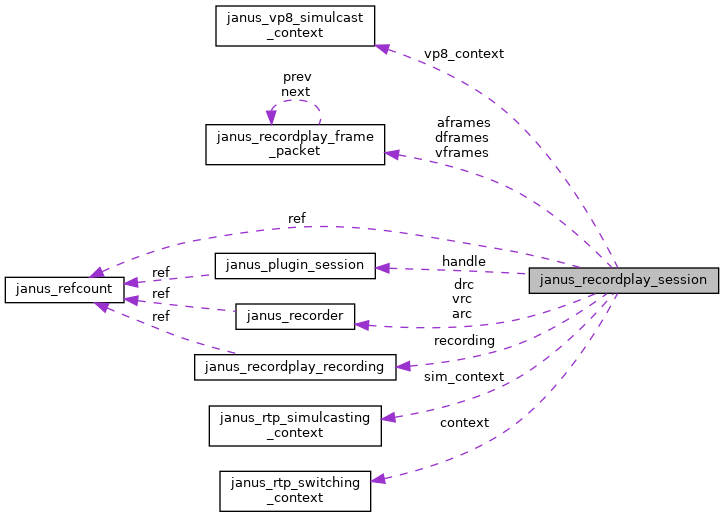 janus_vp8_simulcast
_context
vp8_context
prev
next
janus_recordplay_frame
_packet
aframes
dframes
vframes
ref
janus_plugin_session
handle
janus_recordplay_session
ref
janus_refcount
drc
vrc
arc
ref
janus_recorder
ref
recording
janus_recordplay_recording
sim_context
janus_rtp_simulcasting
_context
context
janus_rtp_switching
_context